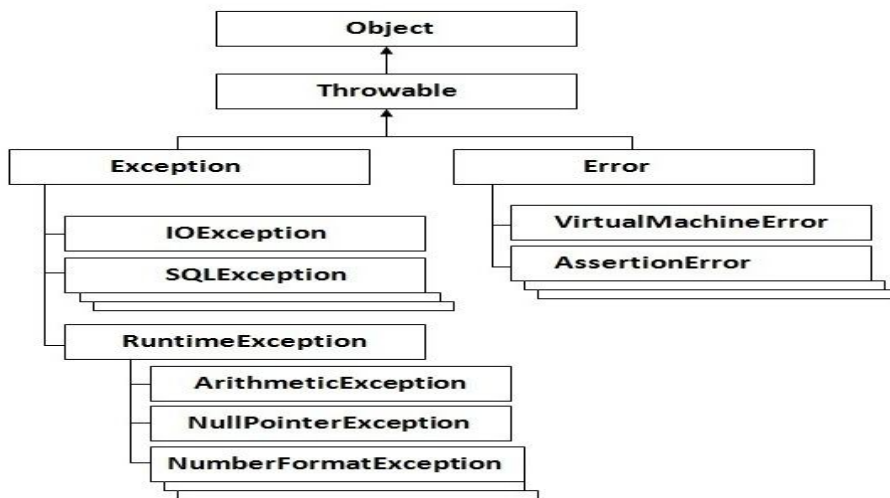 Object
Throwable
Exception
Error
IOException
VirtualMachineError
SQLException
AssertionError
RuntimeException
ArithmeticException
NullPointerException
NumberFormatException